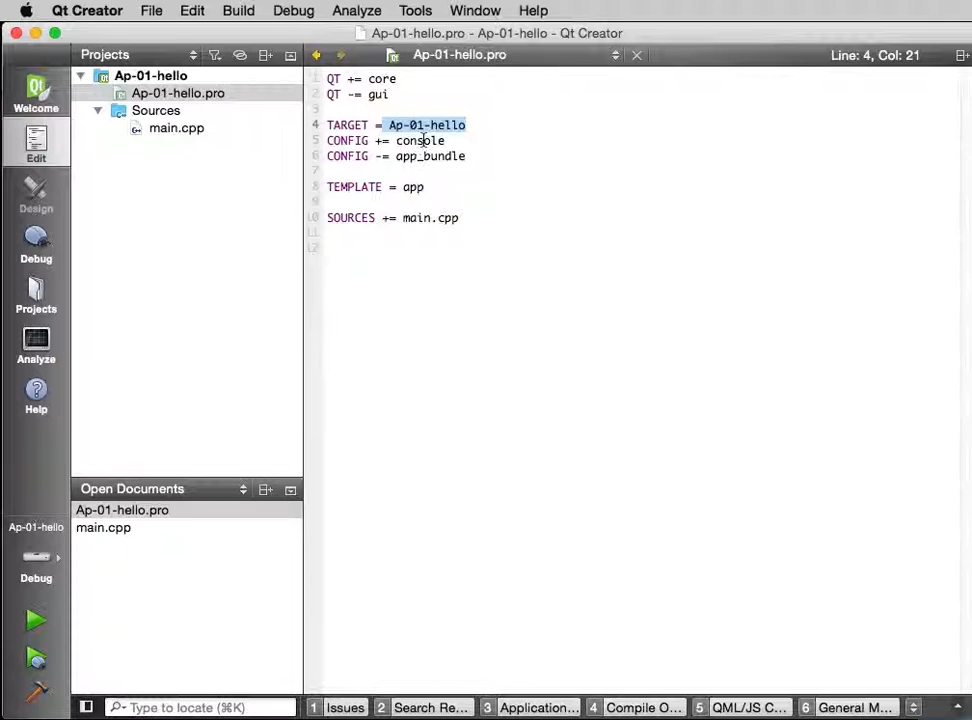 Qt Creator File Edit Build Debug Analyze Tools Window Help
Ap-01-hello.pro - Ap-01-hello - Qt Creator
Projects
Ap-01-hello.pro
Line: 4, Col: 21
Ap-01-hello
Ap-01-hello.pro
Sources
main.cpp
Qt
Welcome
Edit
Design
Debug
Projects
Analyze
Help
1 QT += core
2 QT -= gui
3
4 TARGET = Ap-01-hello
5 CONFIG += console
6 CONFIG -= app_bundle
7
8 TEMPLATE = app
9
10 SOURCES += main.cpp
11
12
Open Documents
Ap-01-hello.pro
main.cpp
Ap-01-hello
Debug
Type to locate (⌘K)
1 Issues
2 Search Re...
3 Application...
4 Compile O...
5 QML/JS C...
6 General M...